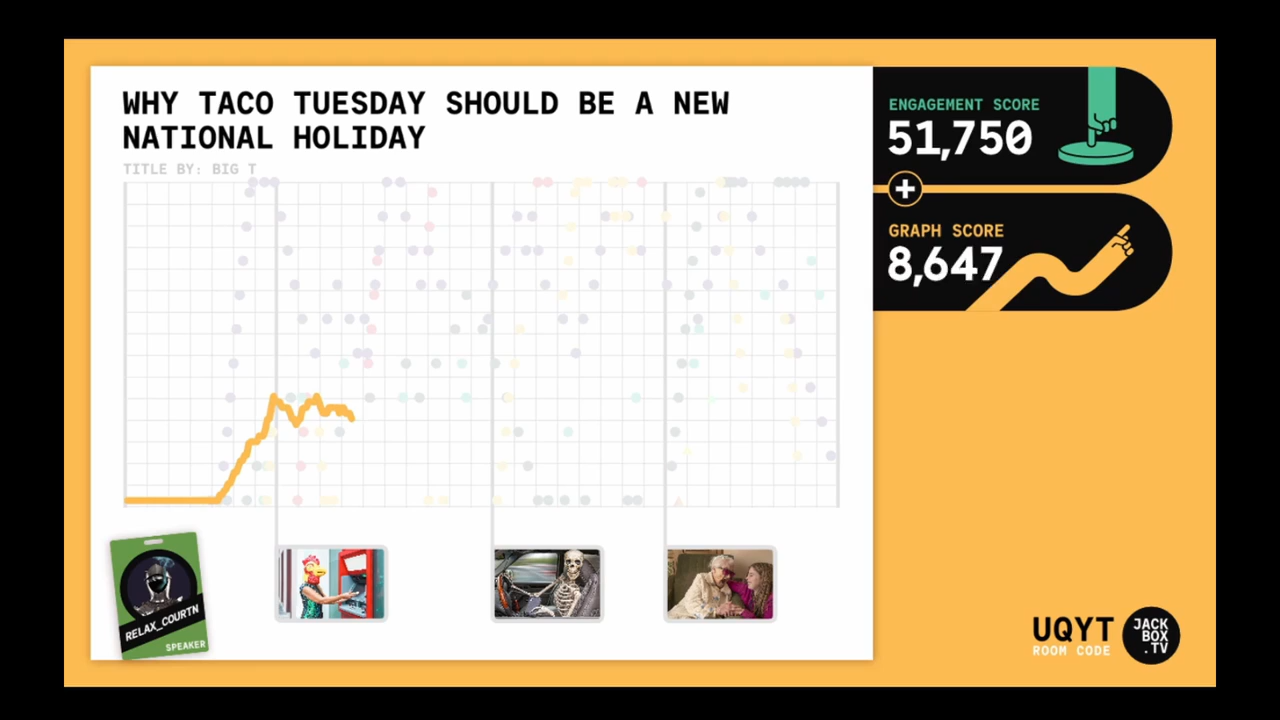 WHY TACO TUESDAY SHOULD BE A NEW
NATIONAL HOLIDAY
TITLE BY: BIG T
ENGAGEMENT SCORE
51,750
+
GRAPH SCORE
8,647
RELAX_COURTN
SPEAKER
UQYT
ROOM CODE
JACK
BOX
.TV